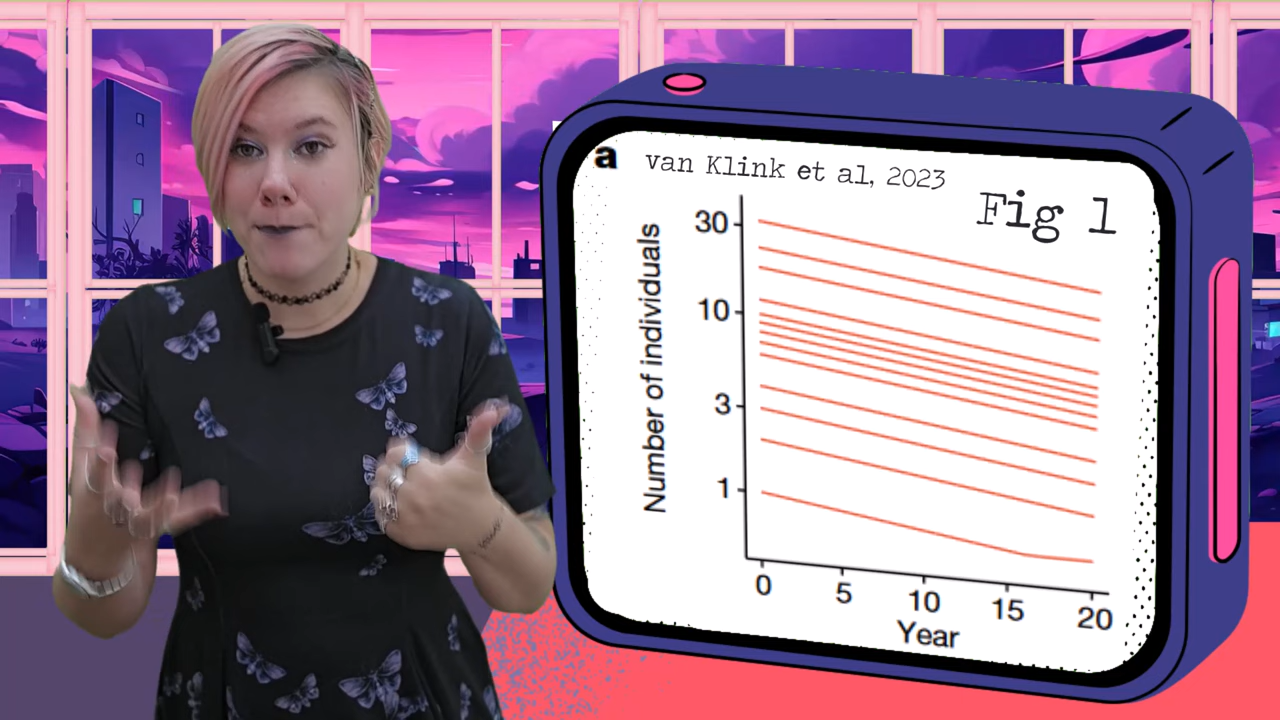 a
van Klink et al, 2023
Fig 1
Number of individuals
30
10
3
1
0 5 10 15 20
Year